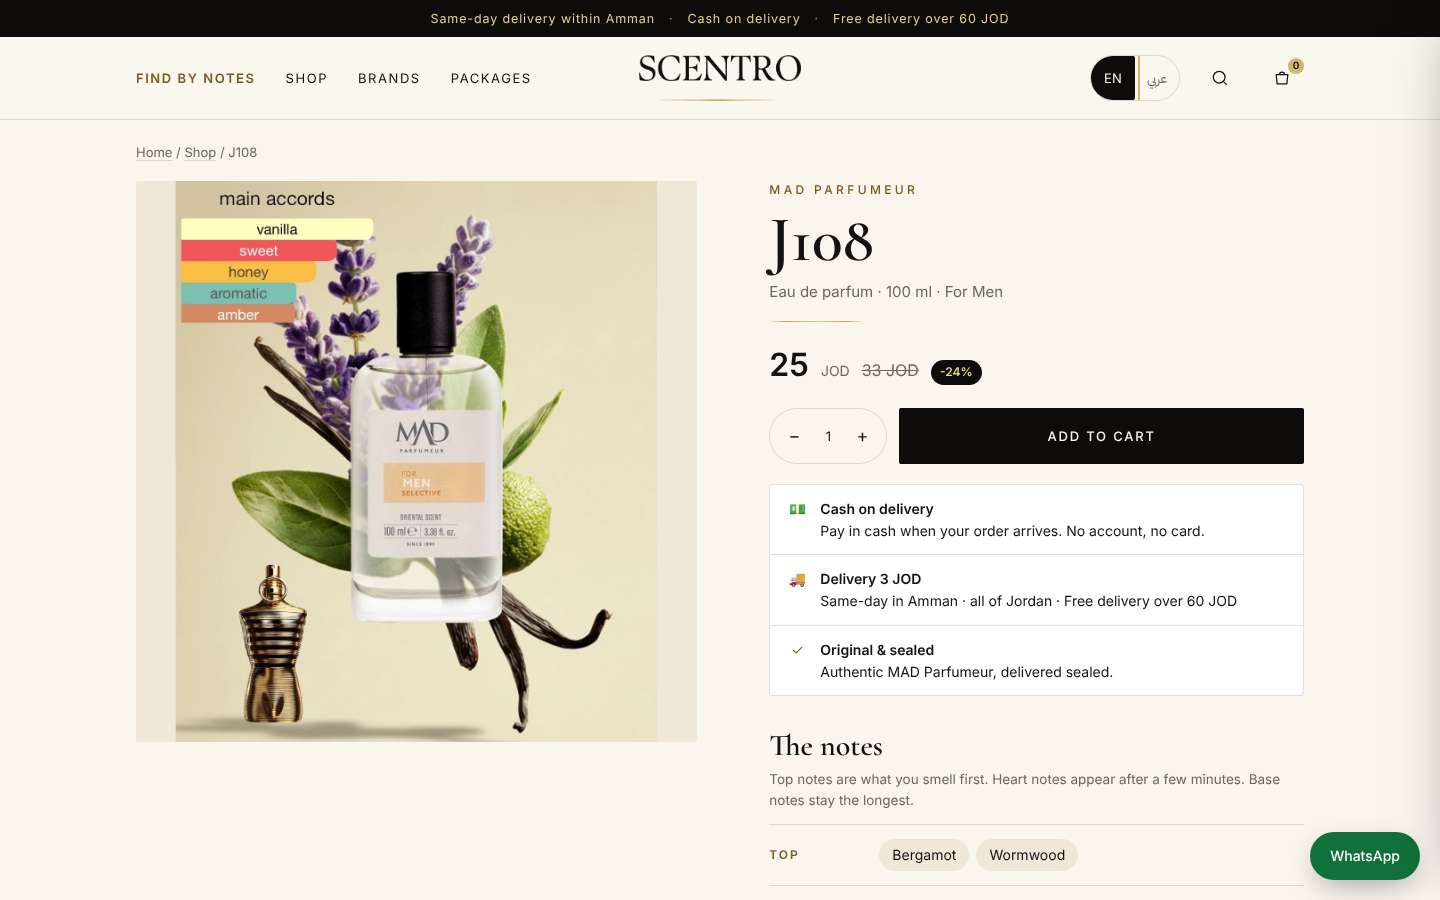 Same-day delivery within Amman · Cash on delivery · Free delivery over 60 JOD
FIND BY NOTES SHOP BRANDS PACKAGES
SCENTRO
EN عربي
0
Home / Shop / J108
main accords
vanilla
sweet
honey
aromatic
amber
MAD
PARFUMEUR
FOR
MEN
SELECTIVE
ORIENTAL SCENT
100 ml ℮ 3.38 fl. oz.
SINCE 1999
MAD PARFUMEUR
J108
Eau de parfum · 100 ml · For Men
25 JOD 33 JOD -24%
− 1 +
ADD TO CART
Cash on delivery
Pay in cash when your order arrives. No account, no card.
Delivery 3 JOD
Same-day in Amman · all of Jordan · Free delivery over 60 JOD
Original & sealed
Authentic MAD Parfumeur, delivered sealed.
The notes
Top notes are what you smell first. Heart notes appear after a few minutes. Base
notes stay the longest.
TOP Bergamot Wormwood
WhatsApp